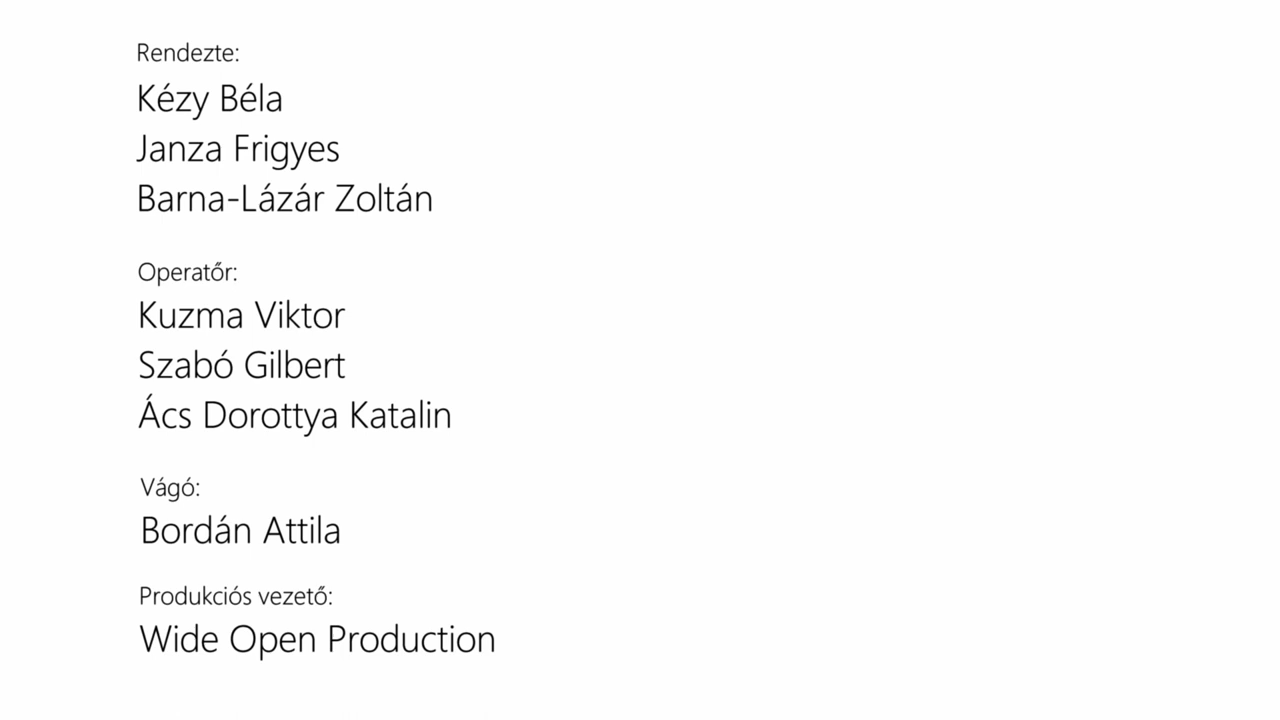 Rendezte:
Kézy Béla
Janza Frigyes
Barna-Lázár Zoltán
Operatőr:
Kuzma Viktor
Szabó Gilbert
Ács Dorottya Katalin
Vágó:
Bordán Attila
Produkciós vezető:
Wide Open Production